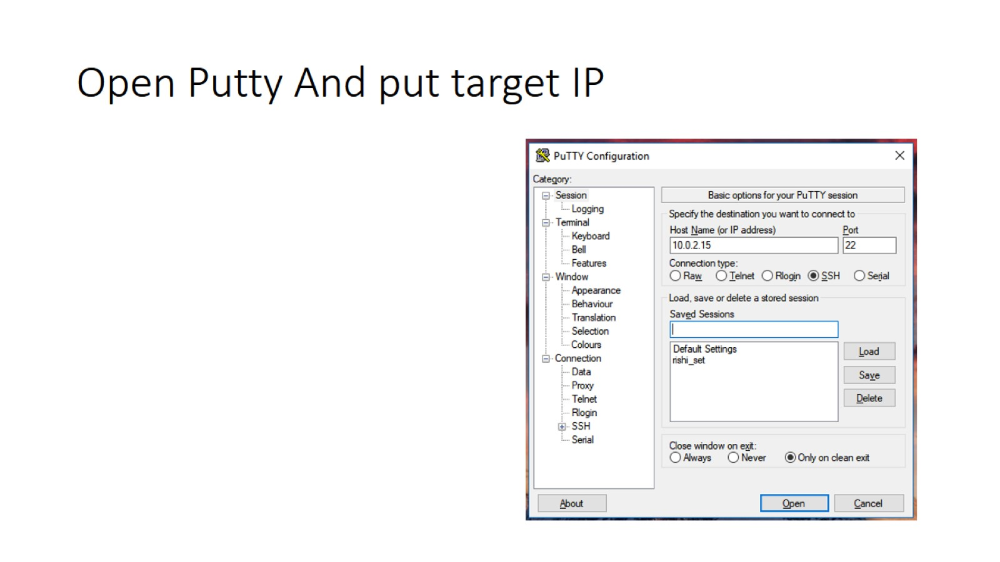 Open Putty And put target IP
PuTTY Configuration
Category:
Session
Logging
Terminal
Keyboard
Bell
Features
Window
Appearance
Behaviour
Translation
Selection
Colours
Connection
Data
Proxy
Telnet
Rlogin
SSH
Serial
Basic options for your PuTTY session
Specify the destination you want to connect to
Host Name (or IP address) Port
10.0.2.15 22
Connection type:
Raw Telnet Rlogin SSH Serial
Load, save or delete a stored session
Saved Sessions
Default Settings
rishi_set
Load
Save
Delete
Close window on exit:
Always Never Only on clean exit
About Open Cancel